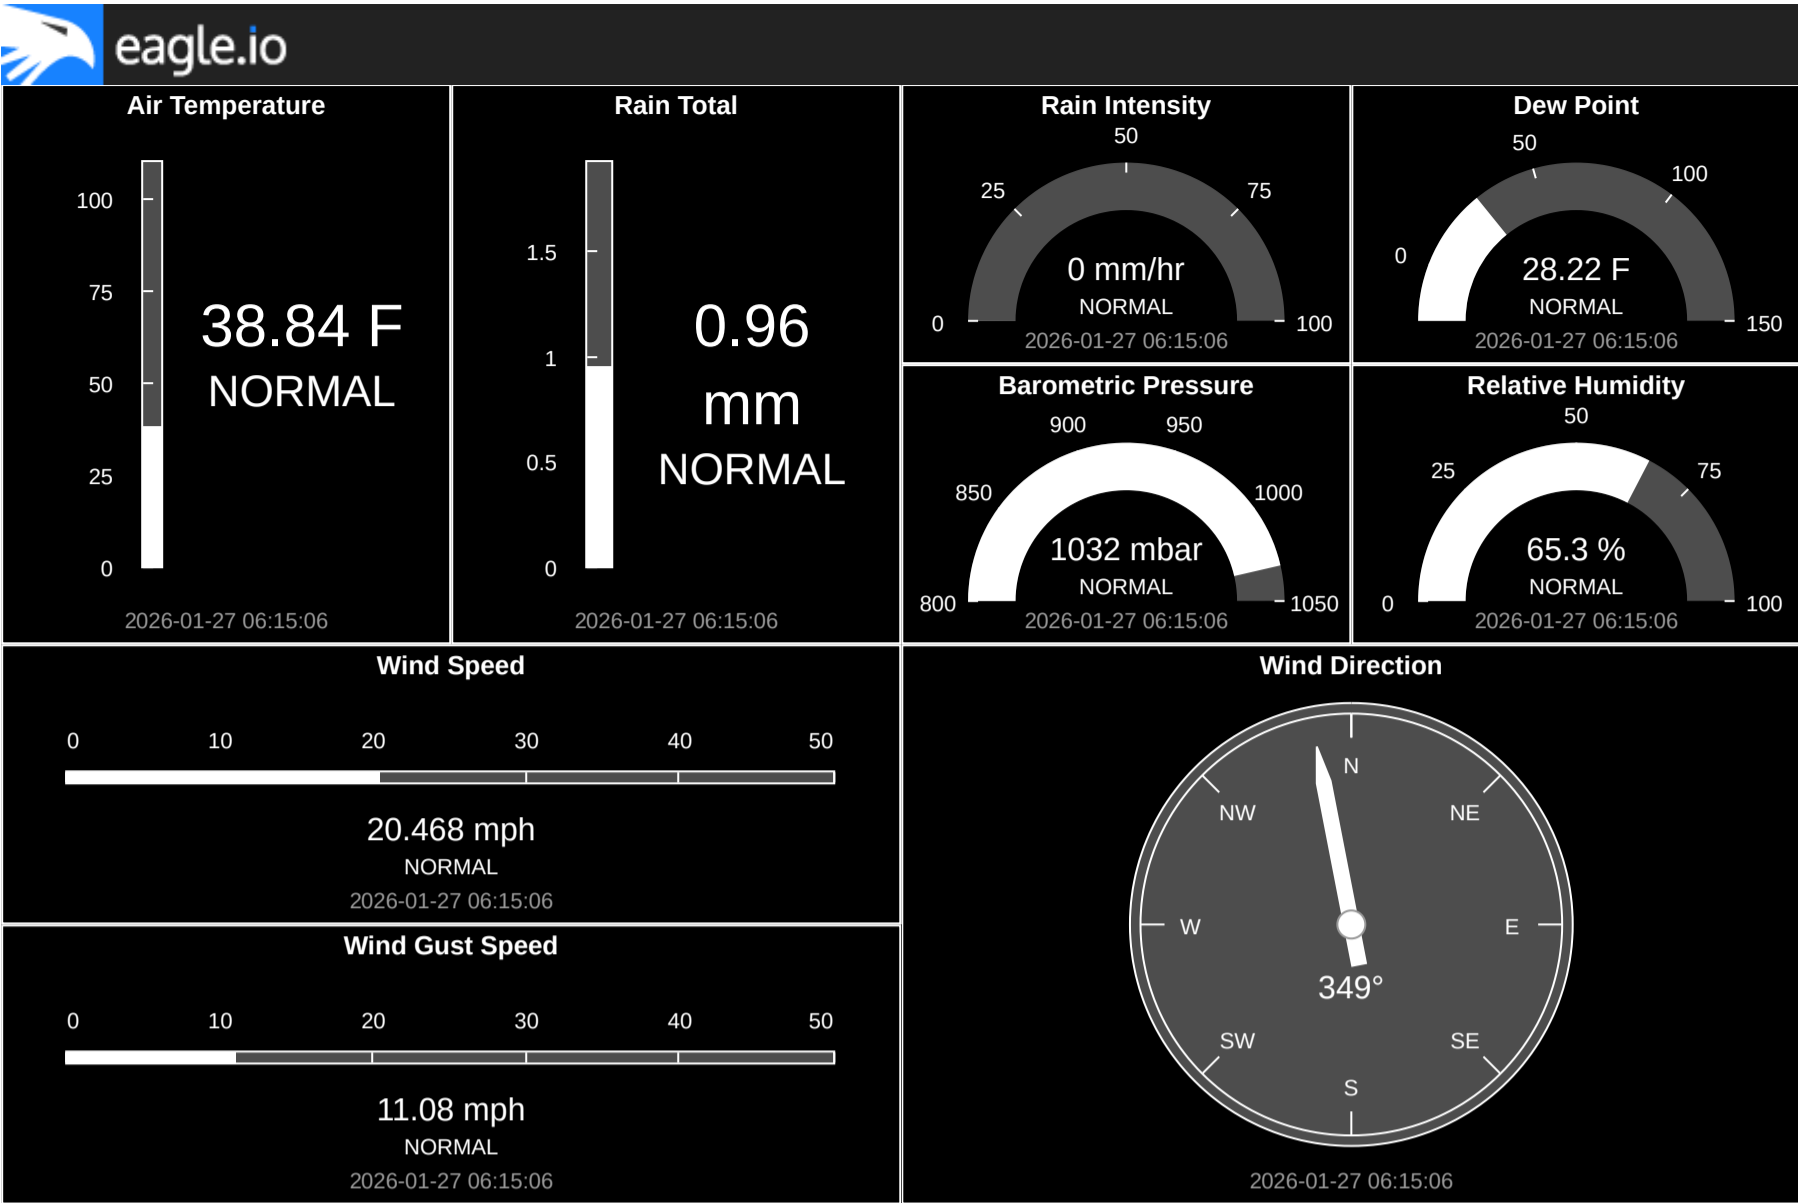 eagle.io
Air Temperature
100
75
50
25
0
38.84 F
NORMAL
2026-01-27 06:15:06
Rain Total
1.5
1
0.5
0
0.96
mm
NORMAL
2026-01-27 06:15:06
Rain Intensity
0
25
50
75
100
0 mm/hr
NORMAL
2026-01-27 06:15:06
Dew Point
0
50
100
150
28.22 F
NORMAL
2026-01-27 06:15:06
Barometric Pressure
800
850
900
950
1000
1050
1032 mbar
NORMAL
2026-01-27 06:15:06
Relative Humidity
0
25
50
75
100
65.3 %
NORMAL
2026-01-27 06:15:06
Wind Speed
0 10 20 30 40 50
20.468 mph
NORMAL
2026-01-27 06:15:06
Wind Gust Speed
0 10 20 30 40 50
11.08 mph
NORMAL
2026-01-27 06:15:06
Wind Direction
N
NW NE
W E
349°
SW SE
S
2026-01-27 06:15:06